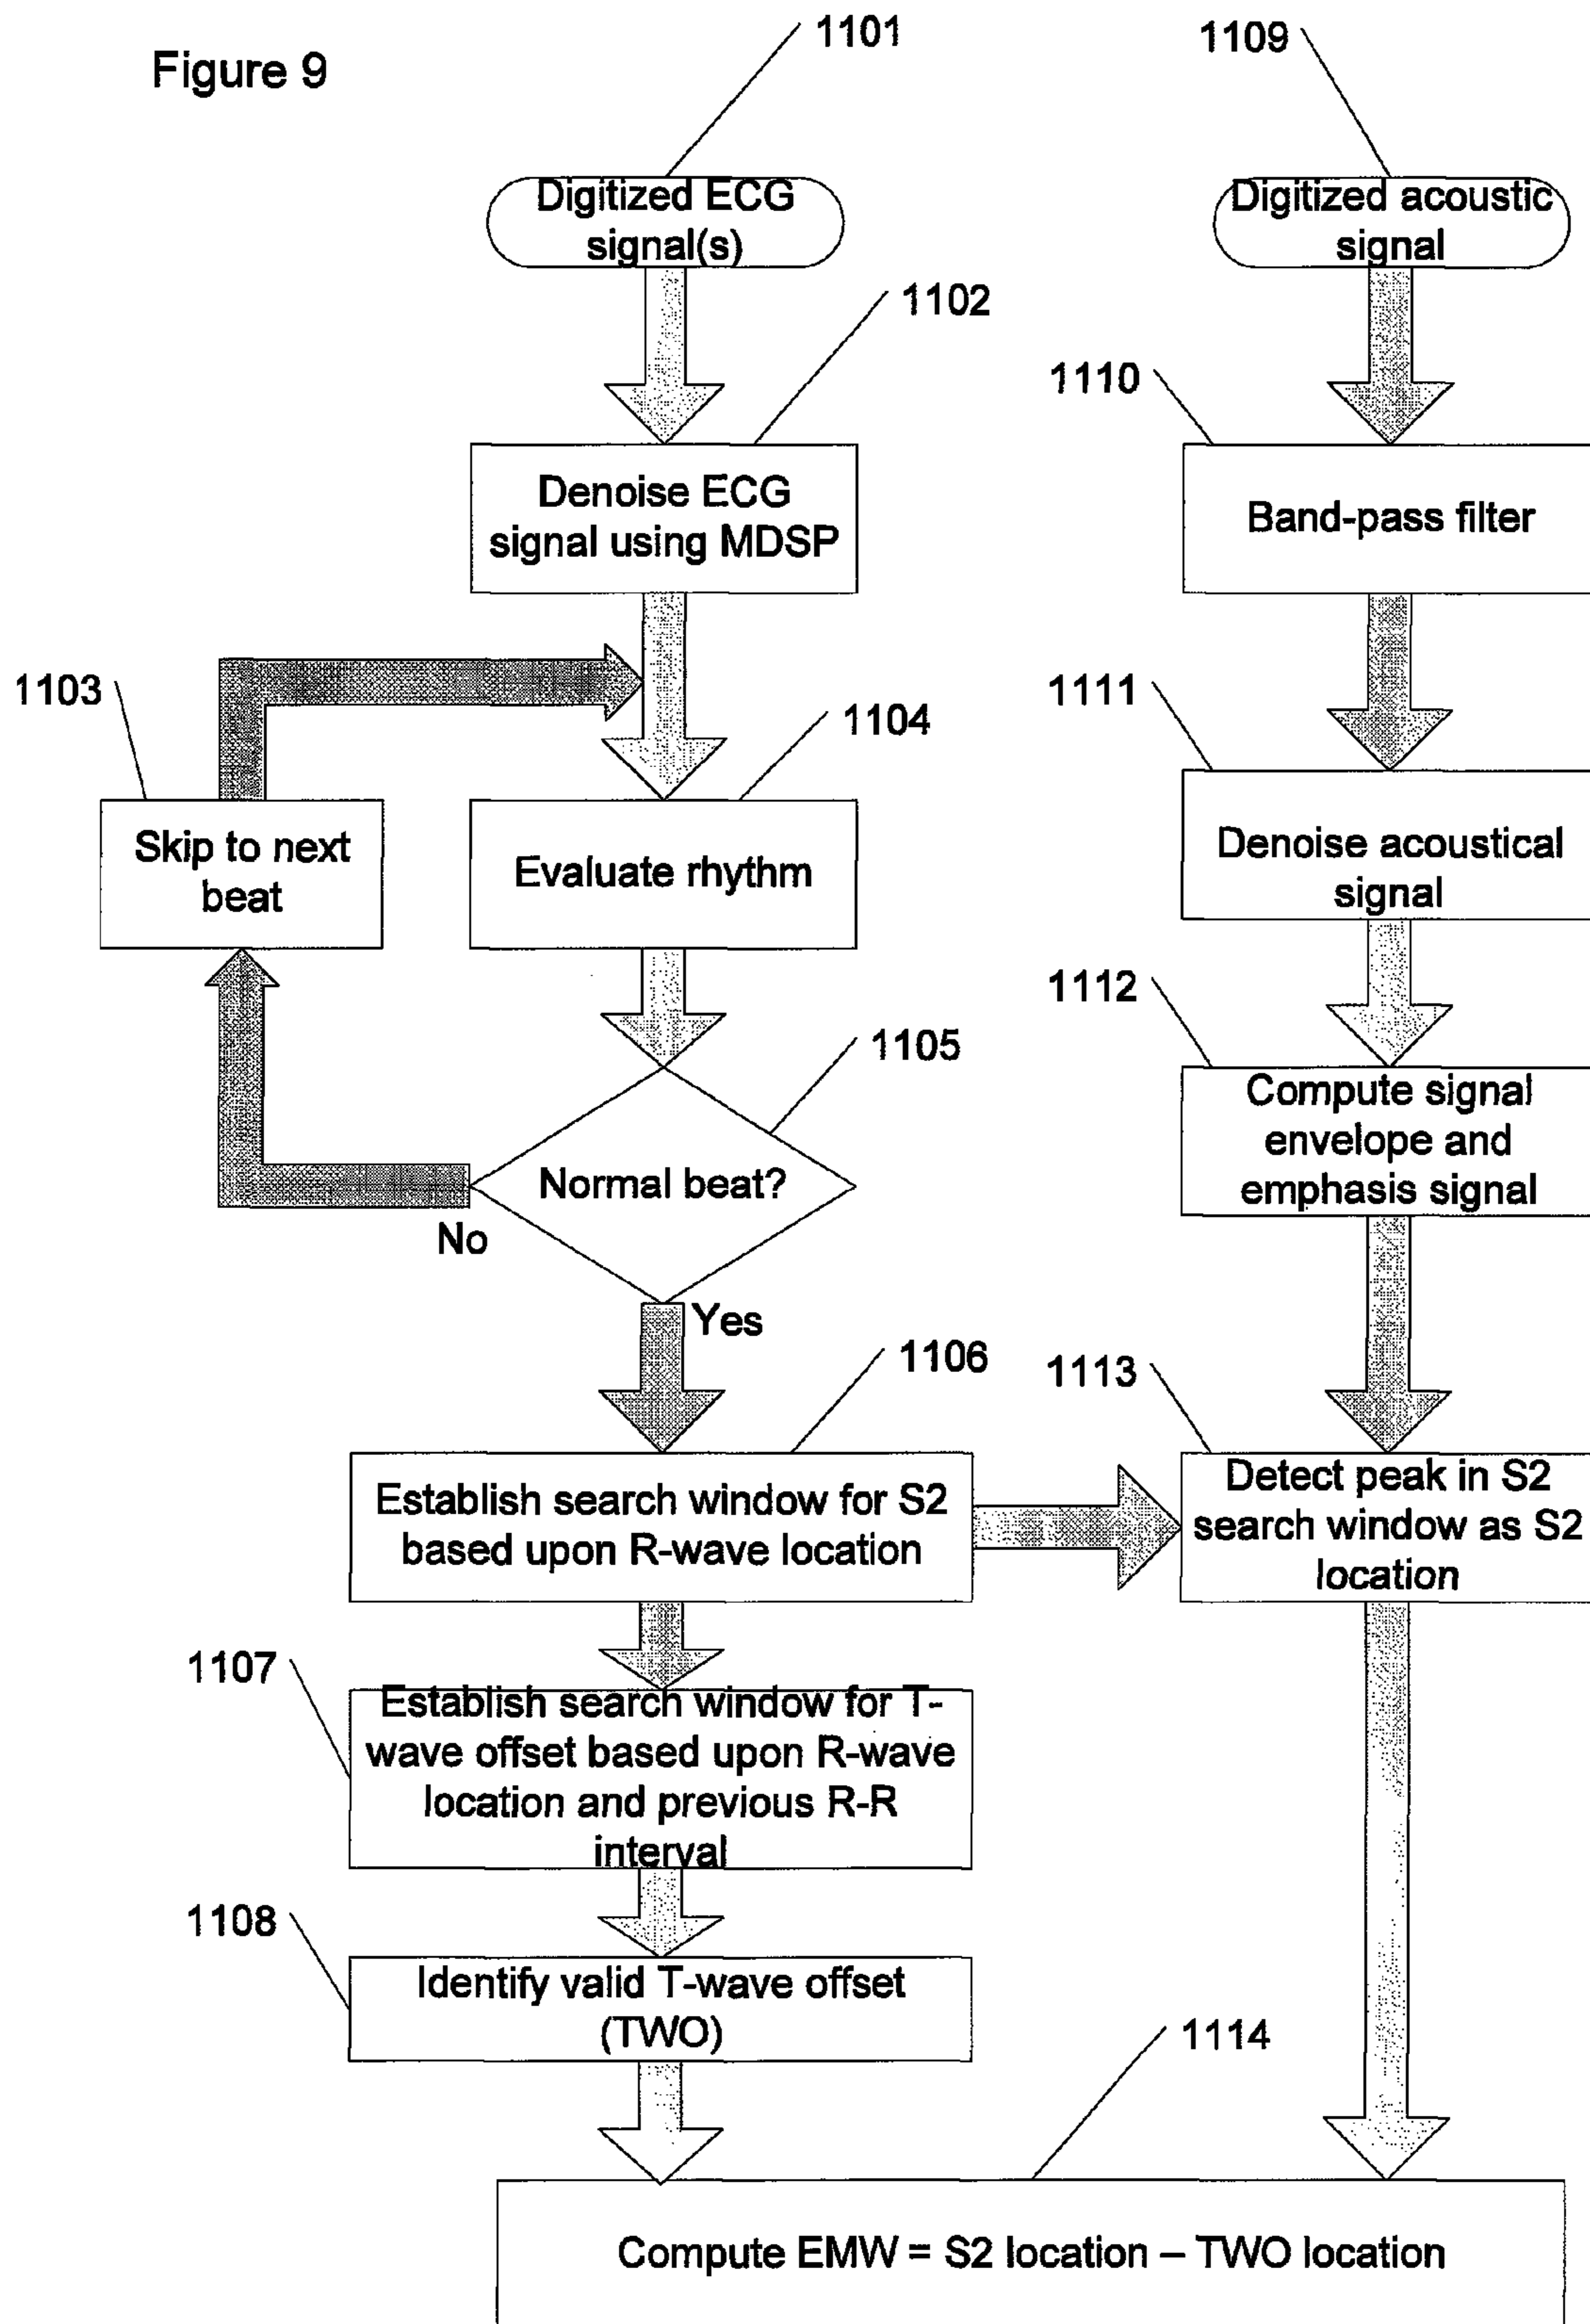 Figure 9
1101
1109
Digitized ECG
signal(s)
Digitized acoustic
signal
1102
1110
Denoise ECG
signal using MDSP
Band-pass filter
1103
1104
1111
Skip to next
beat
Evaluate rhythm
Denoise acoustical
signal
1105
1112
Normal beat?
No
Yes
Compute signal
envelope and
emphasis signal
1106
1113
Establish search window for S2
based upon R-wave location
Detect peak in S2
search window as S2
location
1107
Establish search window for T-
wave offset based upon R-wave
location and previous R-R
interval
1108
Identify valid T-wave offset
(TWO)
1114
Compute EMW = S2 location – TWO location